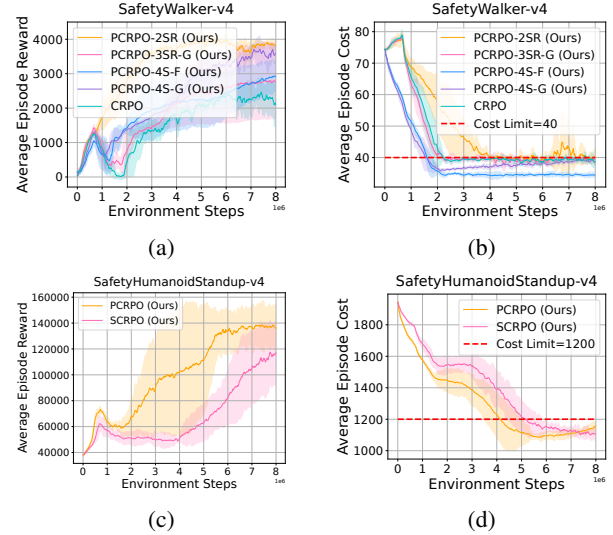 SafetyWalker-v4
Average Episode Reward
4000
3000
2000
1000
0
PCRPO-2SR (Ours)
PCRPO-3SR-G (Ours)
PCRPO-4S-F (Ours)
PCRPO-4S-G (Ours)
CRPO
0 1 2 3 4 5 6 7 8
1e6
Environment Steps
(a)
SafetyWalker-v4
Average Episode Cost
80
70
60
50
40
30
PCRPO-2SR (Ours)
PCRPO-3SR-G (Ours)
PCRPO-4S-F (Ours)
PCRPO-4S-G (Ours)
CRPO
Cost Limit=40
0 1 2 3 4 5 6 7 8
1e6
Environment Steps
(b)
SafetyHumanoidStandup-v4
Average Episode Reward
160000
140000
120000
100000
80000
60000
40000
PCRPO (Ours)
SCRPO (Ours)
0 1 2 3 4 5 6 7 8
1e6
Environment Steps
(c)
SafetyHumanoidStandup-v4
Average Episode Cost
1800
1600
1400
1200
1000
PCRPO (Ours)
SCRPO (Ours)
Cost Limit=1200
0 1 2 3 4 5 6 7 8
1e6
Environment Steps
(d)